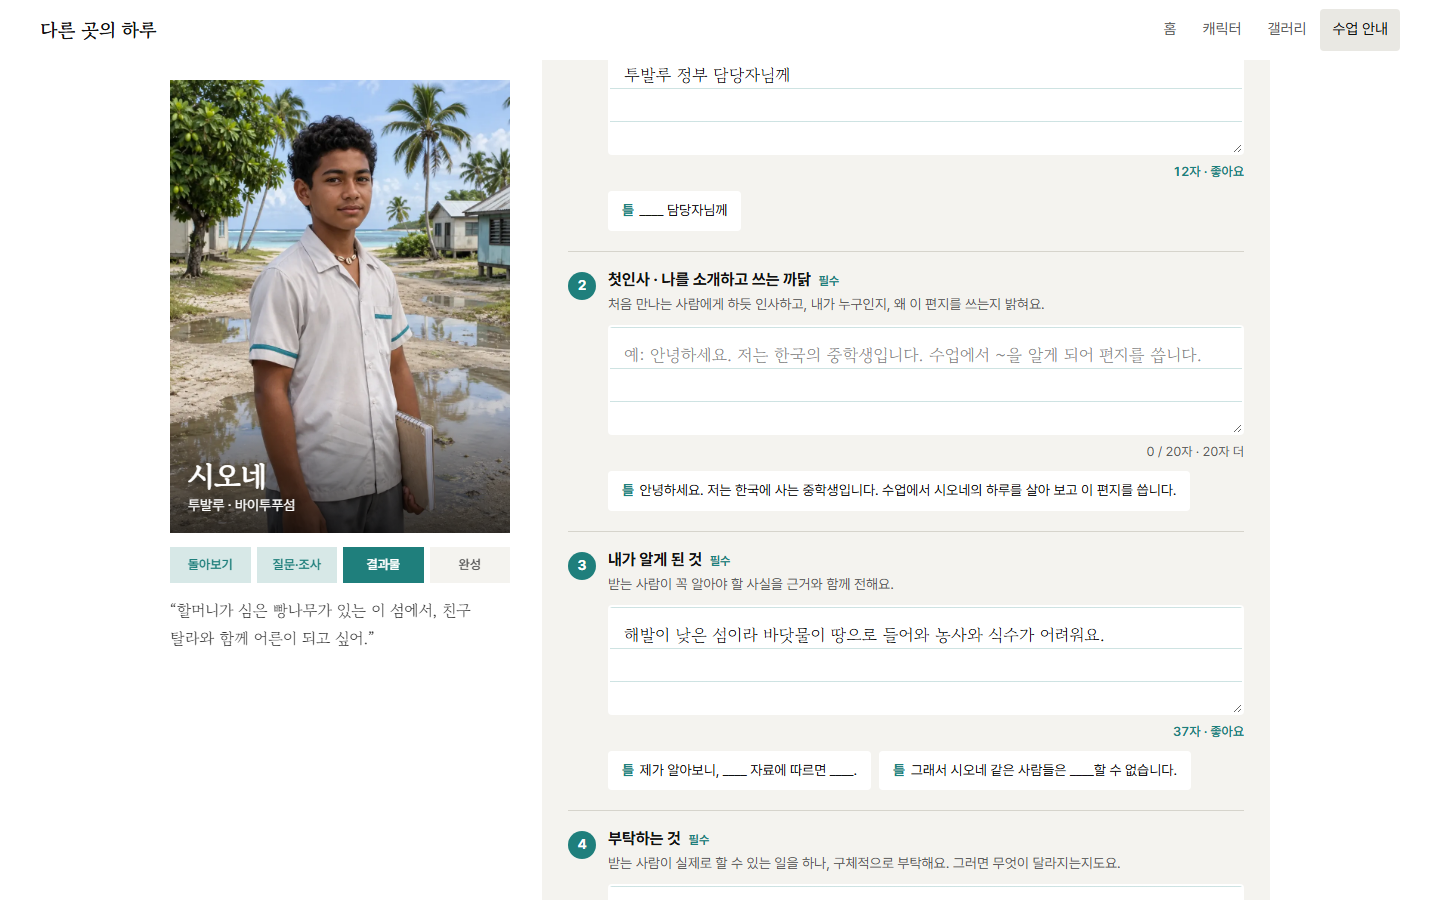 다른 곳의 하루
홈
캐릭터
갤러리
수업 안내
시오네
투발루 · 바이투푸섬
돌아보기
질문·조사
결과물
완성
“할머니가 심은 빵나무가 있는 이 섬에서, 친구
탈라와 함께 어른이 되고 싶어.”
투발루 정부 담당자님께
12자 · 좋아요
틀 ____ 담당자님께
2
첫인사 · 나를 소개하고 쓰는 까닭 필수
처음 만나는 사람에게 하듯 인사하고, 내가 누구인지, 왜 이 편지를 쓰는지 밝혀요.
예: 안녕하세요. 저는 한국의 중학생입니다. 수업에서 ~을 알게 되어 편지를 씁니다.
0 / 20자 · 20자 더
틀 안녕하세요. 저는 한국에 사는 중학생입니다. 수업에서 시오네의 하루를 살아 보고 이 편지를 씁니다.
3
내가 알게 된 것 필수
받는 사람이 꼭 알아야 할 사실을 근거와 함께 전해요.
해발이 낮은 섬이라 바닷물이 땅으로 들어와 농사와 식수가 어려워요.
37자 · 좋아요
틀 제가 알아보니, ____ 자료에 따르면 ____.
틀 그래서 시오네 같은 사람들은 ____할 수 없습니다.
4
부탁하는 것 필수
받는 사람이 실제로 할 수 있는 일을 하나, 구체적으로 부탁해요. 그러면 무엇이 달라지는지도요.